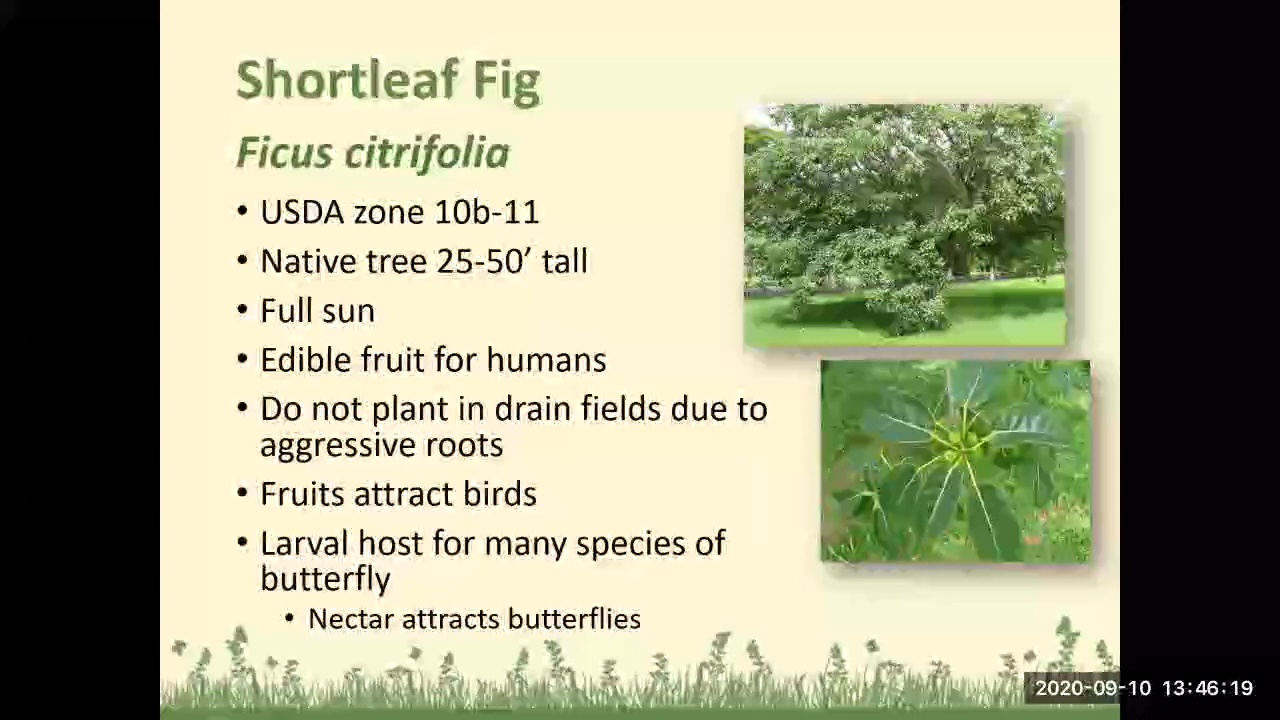 Shortleaf Fig
Ficus citrifolia
• USDA zone 10b-11
• Native tree 25-50′ tall
• Full sun
• Edible fruit for humans
• Do not plant in drain fields due to
aggressive roots
• Fruits attract birds
• Larval host for many species of
butterfly
• Nectar attracts butterflies
2020-09-10 13:46:19